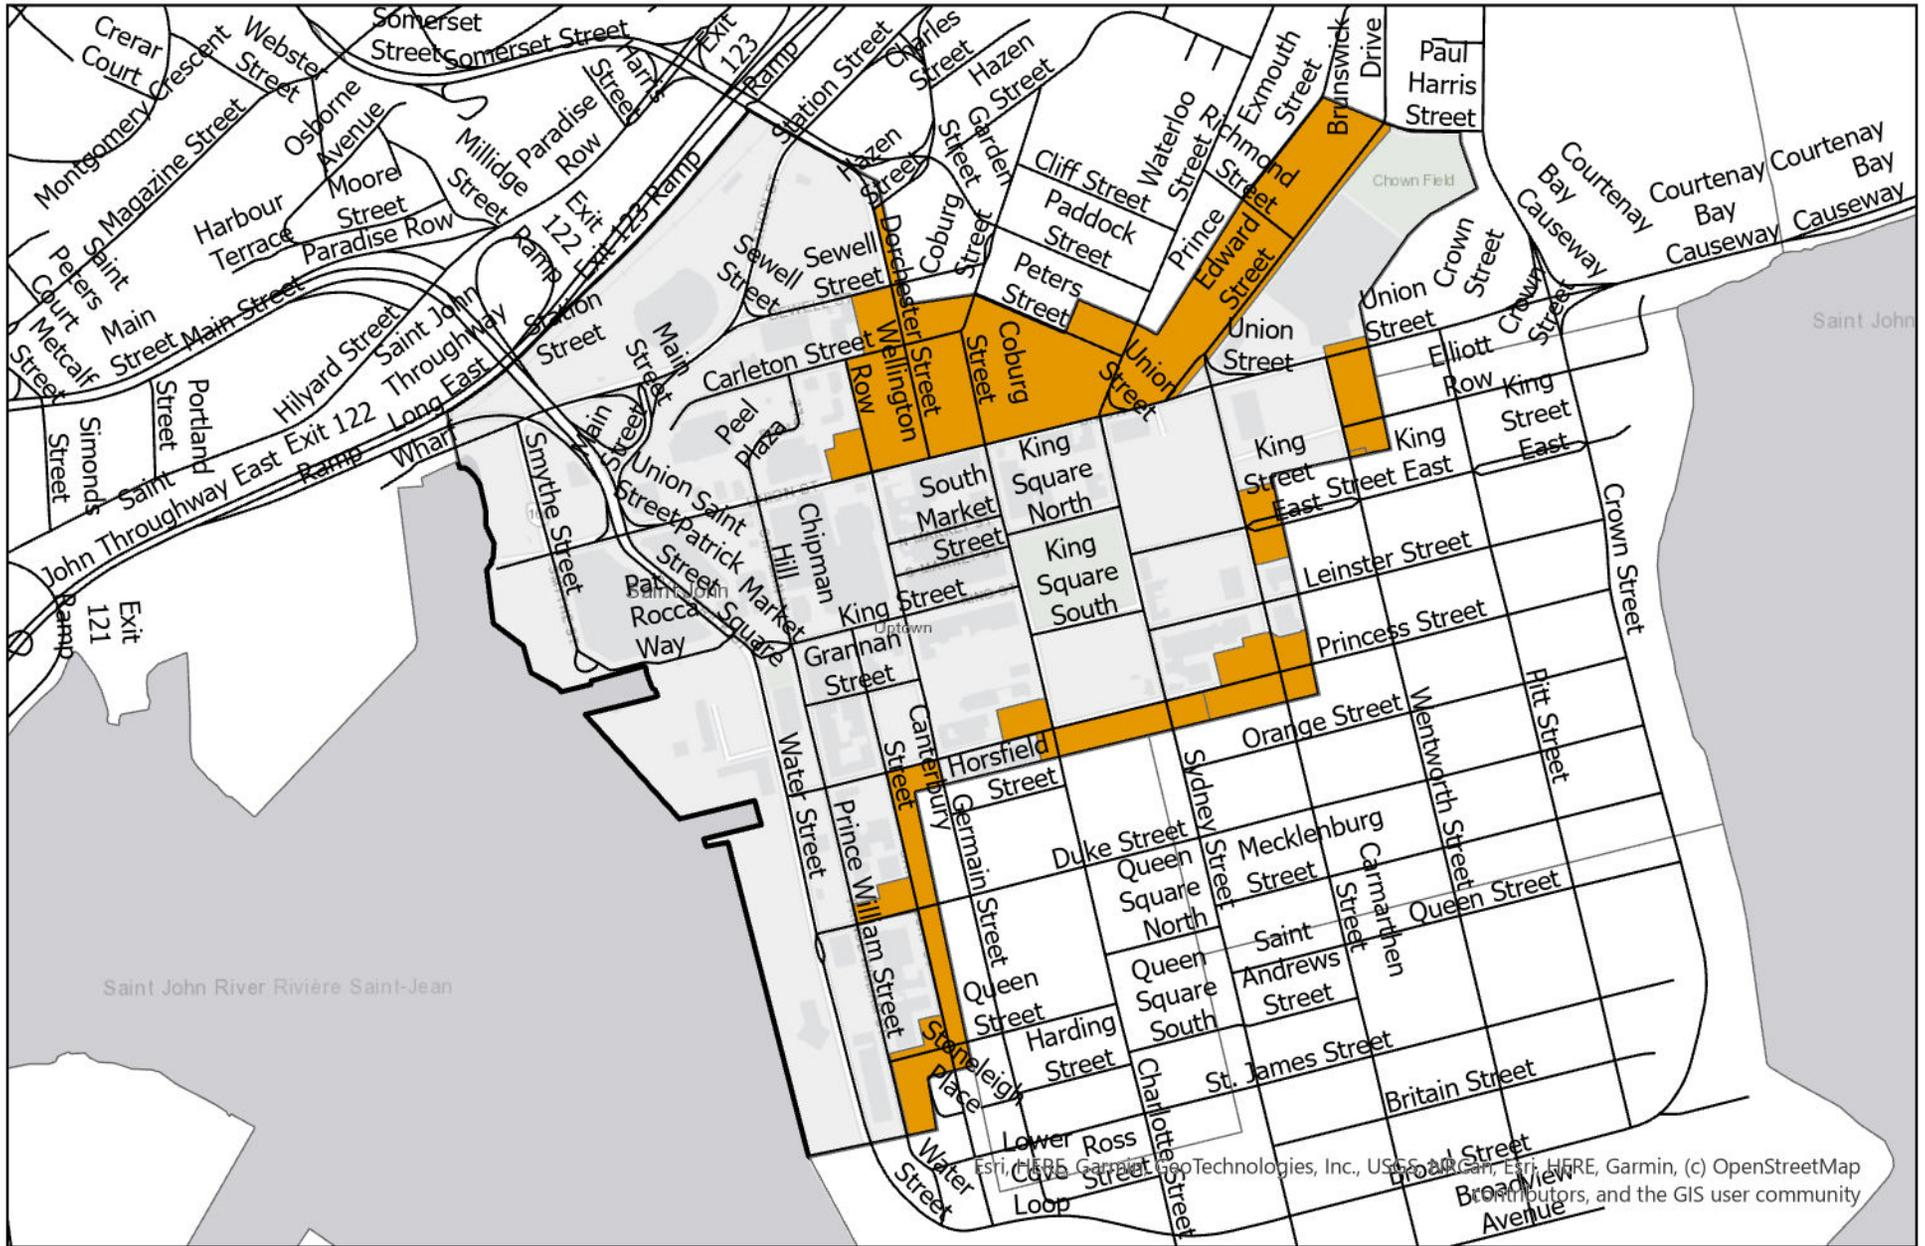 Crerar
Court
Montgomery Crescent
Webster
Street
Somerset
Street
Somerset Street
Magazine Street
Osborne
Avenue
Moore
Street
Harbour
Terrace
Paradise Row
Millidge
Street
Paradise
Row
Harris
Street
Exit
123
Ramp
Exit 123 Ramp
Exit
122
Ramp
Station Street
Charles
Street
Hazen
Street
Garden
Street
Hazen
Street
Cliff Street
Paddock
Street
Peters
Street
Waterloo
Street
Richmond
Street
Exmouth
Street
Brunswick
Drive
Paul
Harris
Street
Chown Field
Prince
Edward
Street
Courtenay
Bay
Causeway
Courtenay
Bay
Causeway
Courtenay
Bay
Causeway
Crown
Street
Crown
Street
Saint John
Saint
Peters
Court
Metcalf
Street
Main
Street
Main Street
Hilyard Street
Saint John
Throughway
Station
Street
Main
Street
Sewell
Street
Sewell
Street
SEWELL ST
Dorchester
Street
Coburg
Street
Carleton Street
Wellington
Row
Coburg
Street
Union
Street
Union
Street
Union
Street
Elliott
Row
King
Street
East
King
Street
East
King
Street East
Portland
Street
Simonds
Street
Saint
John Throughway East Exit 122
Ramp
Long
Wharf
East
Exit
121
Ramp
Smythe Street
Main
Street
Peel
Plaza
Union
Street
Saint
Patrick
Street
Market
Square
UNION ST
Chipman
Hill
South
Market
Street
N MARKET ST
S MARKET ST
KING ST
King
Square
North
King
Square
South
Pat
Rocca
Way
Saint John
King Street
Uptown
Grannan
Street
SMYTHE ST
Leinster Street
Princess Street
Orange Street
Crown Street
Pitt Street
Wentworth Street
Canterbury
Street
Horsfield
Street
Germain Street
Water Street
Prince William Street
Duke Street
Sydney Street
Queen
Square
North
Mecklenburg
Street
Carmarthen
Street
Queen Street
Saint
Andrews
Street
Queen
Square
South
Queen
Street
Harding
Street
Stoneleigh
Place
St. James Street
Britain Street
Charlotte Street
Saint John River Rivière Saint-Jean
Lower
Cove
Loop
Ross
Street
Water
Street
Broad Street
Broadview
Avenue
Esri, HERE, Garmin, GeoTechnologies, Inc., USGS, NRCan, Esri, HERE, Garmin, (c) OpenStreetMap
contributors, and the GIS user community